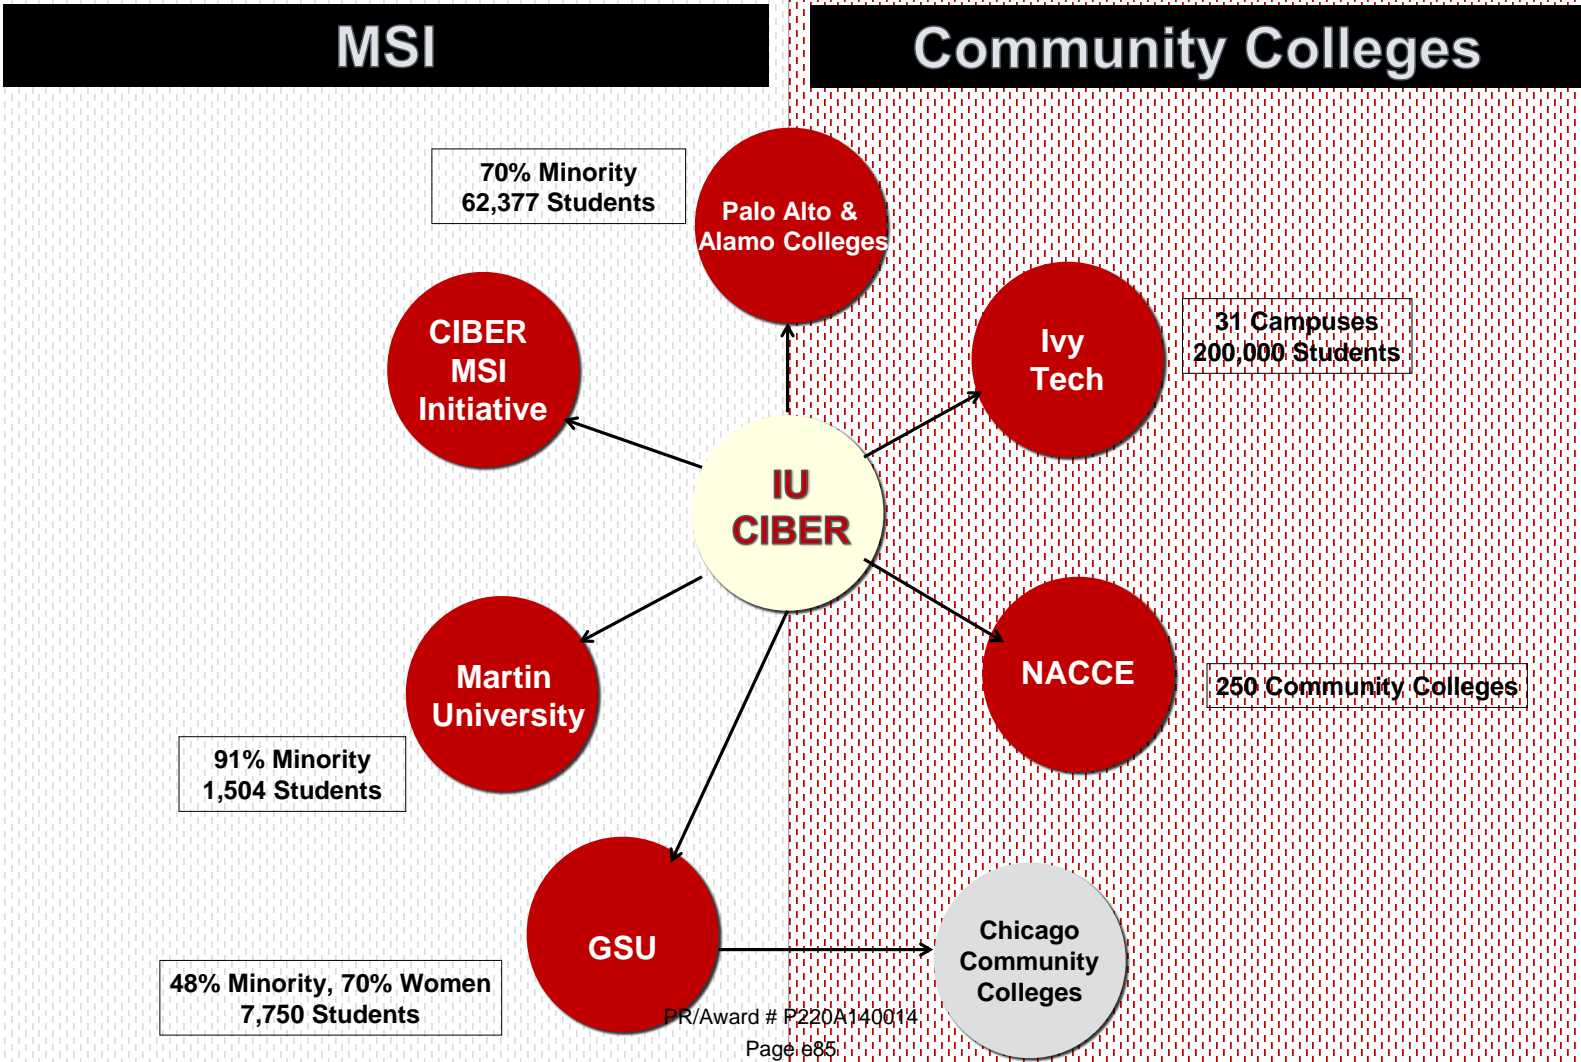 MSI
Community Colleges
70% Minority
62,377 Students
Palo Alto &
Alamo Colleges
CIBER
MSI
Initiative
Ivy
Tech
31 Campuses
200,000 Students
IU
CIBER
Martin
University
NACCE
250 Community Colleges
91% Minority
1,504 Students
GSU
Chicago
Community
Colleges
48% Minority, 70% Women
7,750 Students
PR/Award # P220A140014
Page e85